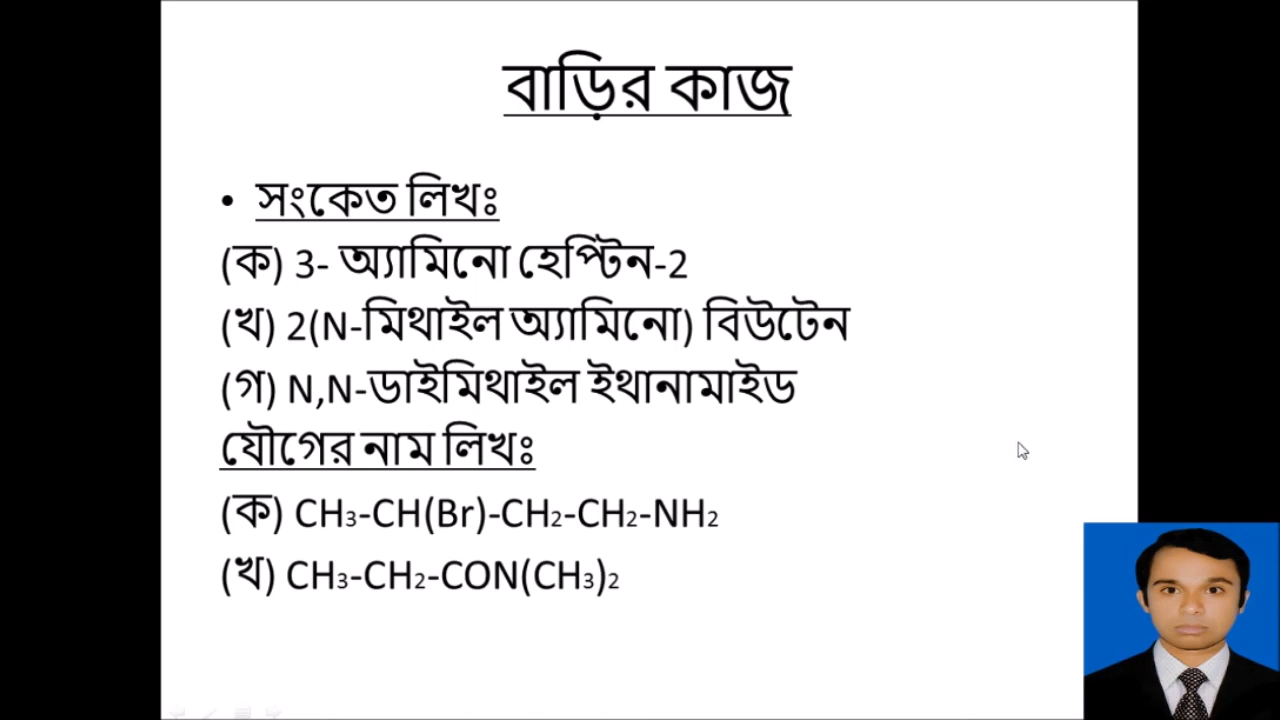 বাড়ির কাজ
• সংকেত লিখঃ
(ক) 3- অ্যামিনো হেপ্টিন-2
(খ) 2(N-মিথাইল অ্যামিনো) বিউটেন
(গ) N,N-ডাইমিথাইল ইথানামাইড
যৌগের নাম লিখঃ
(ক) CH₃-CH(Br)-CH₂-CH₂-NH₂
(খ) CH₃-CH₂-CON(CH₃)₂